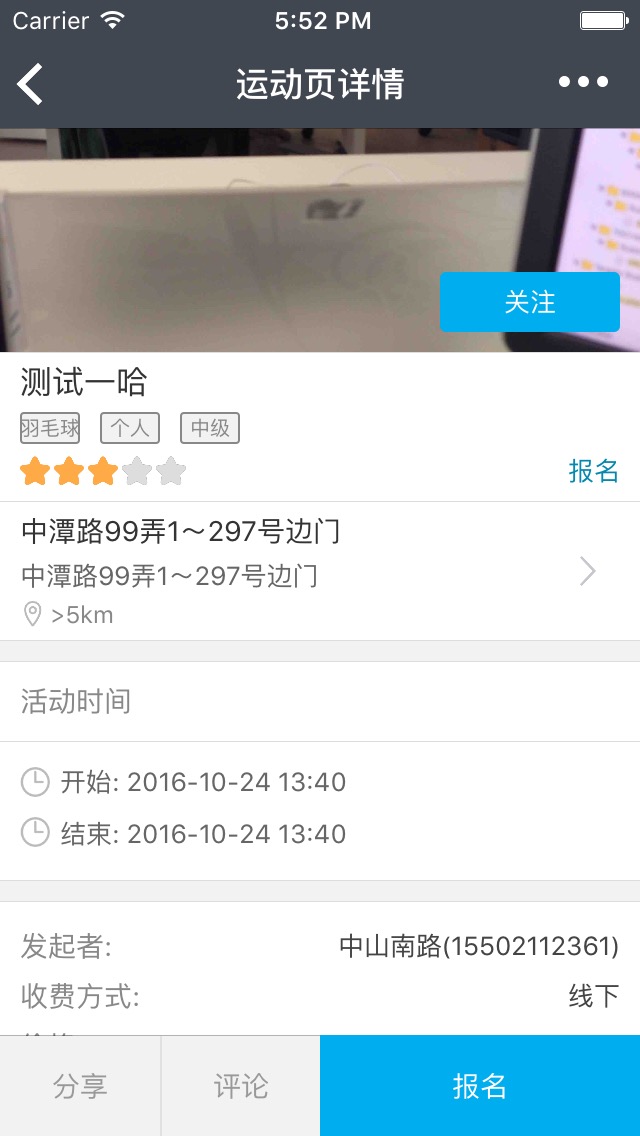 Carrier 5:52 PM
运动页详情
关注
测试一哈
羽毛球 个人 中级
报名
中潭路99弄1～297号边门
中潭路99弄1～297号边门
>5km
活动时间
开始: 2016-10-24 13:40
结束: 2016-10-24 13:40
发起者: 中山南路(15502112361)
收费方式: 线下
分享 评论 报名